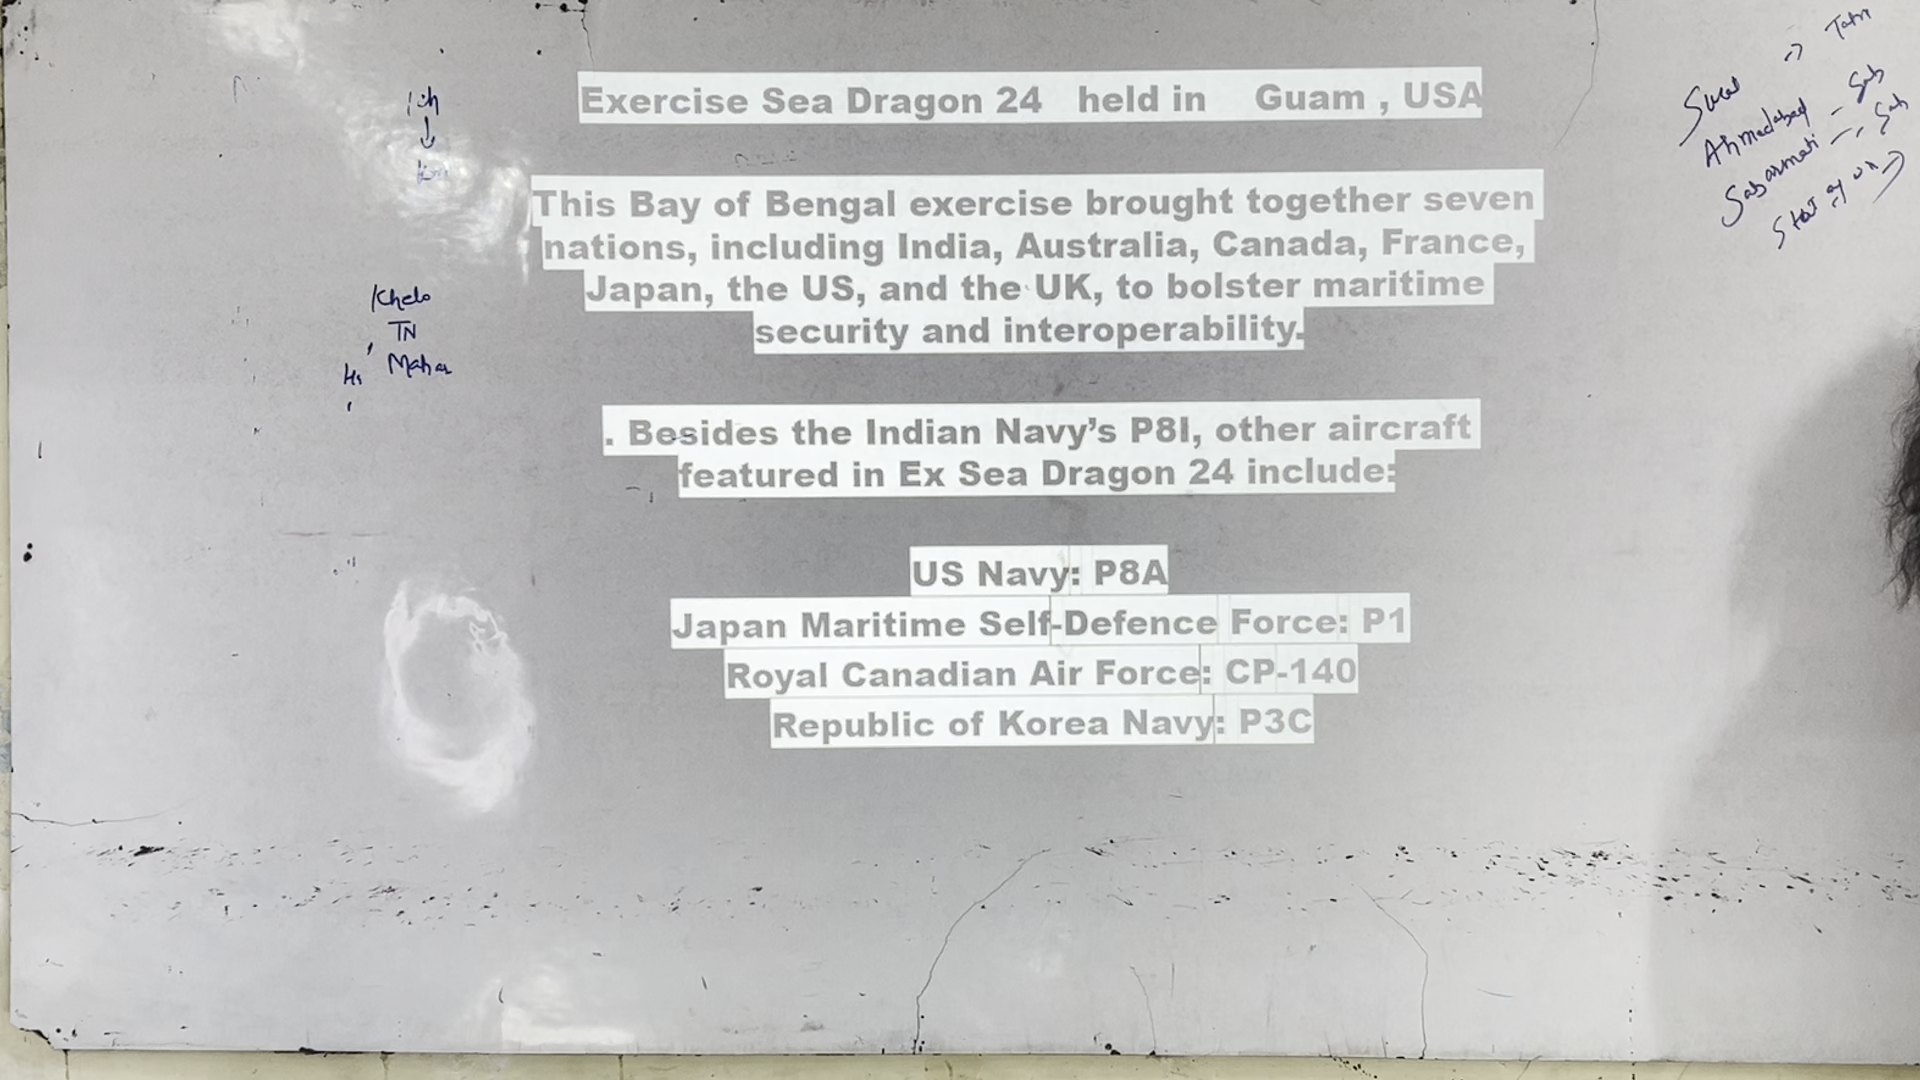 Exercise Sea Dragon 24 held in Guam , USA
This Bay of Bengal exercise brought together seven
nations, including India, Australia, Canada, France,
Japan, the US, and the UK, to bolster maritime
security and interoperability.
. Besides the Indian Navy’s P8I, other aircraft
featured in Ex Sea Dragon 24 include:
US Navy: P8A
Japan Maritime Self-Defence Force: P1
Royal Canadian Air Force: CP-140
Republic of Korea Navy: P3C
Khelo
TN
Mahar
Ahmedabad - Sab
Sabarmati - Sab